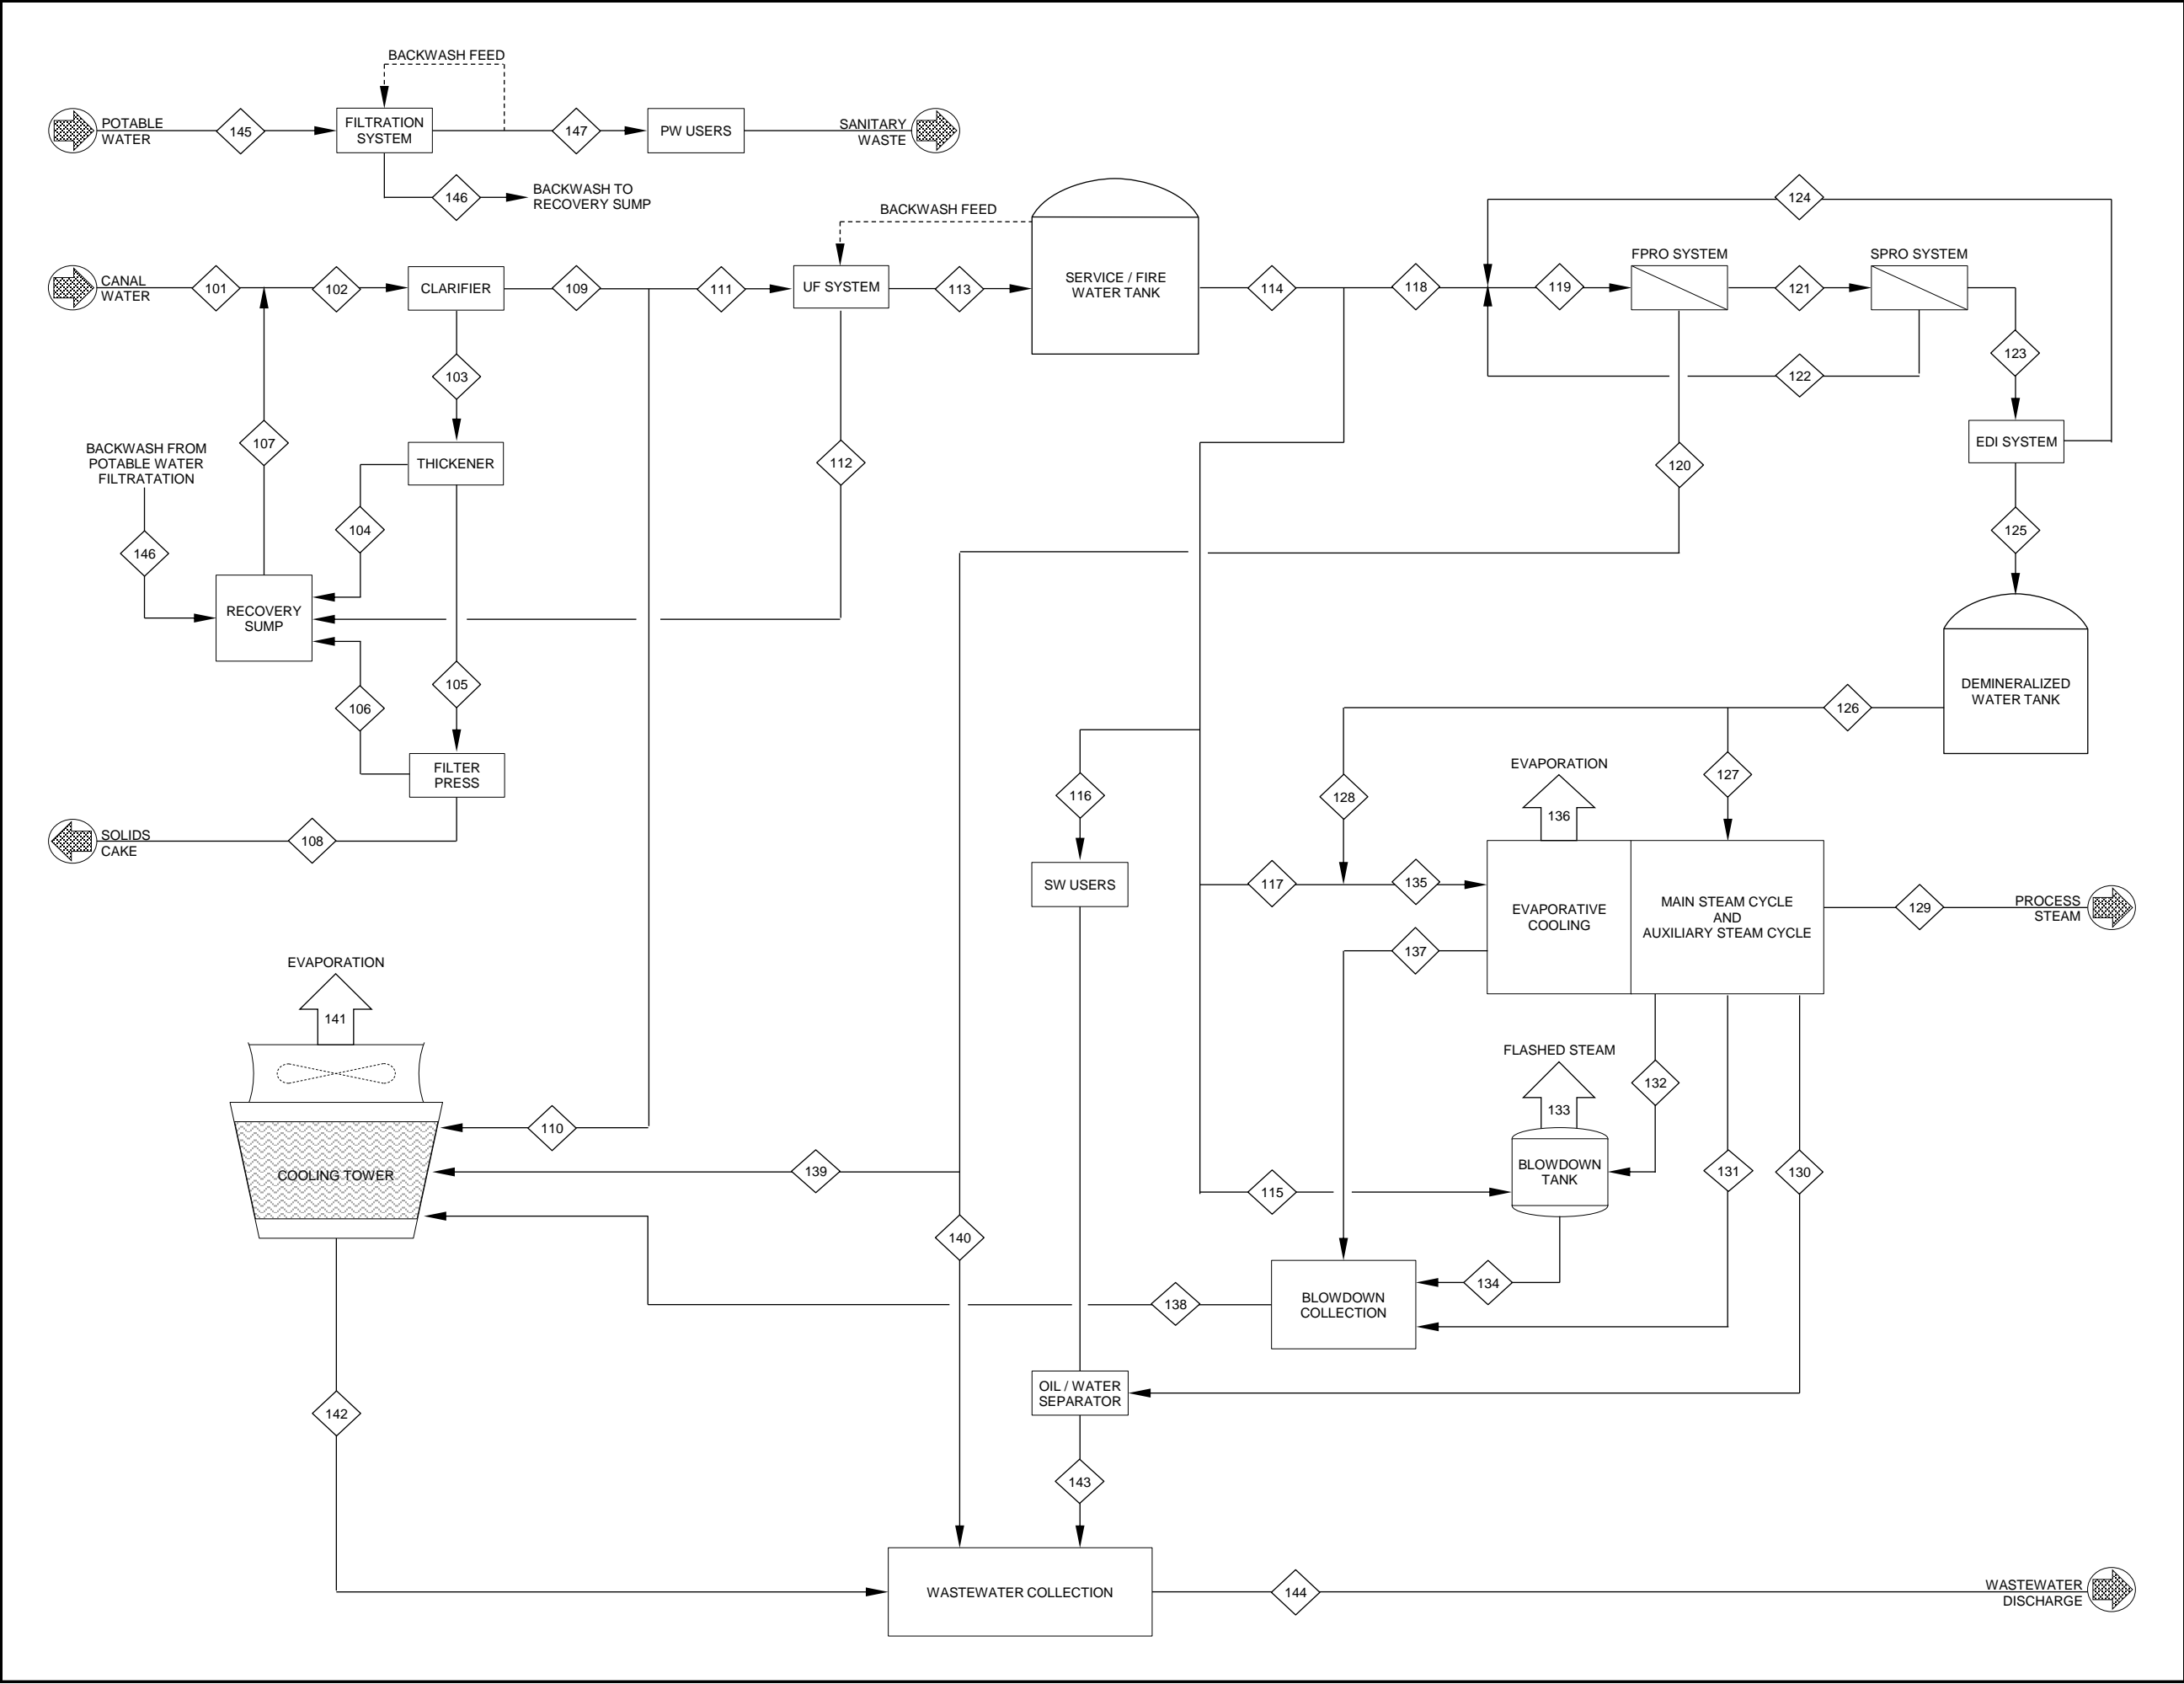 BACKWASH FEED
POTABLE
WATER
145
FILTRATION
SYSTEM
147
PW USERS
SANITARY
WASTE
146
BACKWASH TO
RECOVERY SUMP
BACKWASH FEED
124
CANAL
WATER
101
102
CLARIFIER
109
111
UF SYSTEM
113
SERVICE / FIRE
WATER TANK
114
118
119
FPRO SYSTEM
121
SPRO SYSTEM
123
103
122
107
BACKWASH FROM
POTABLE WATER
FILTRATATION
THICKENER
112
120
EDI SYSTEM
104
125
146
RECOVERY
SUMP
105
106
DEMINERALIZED
WATER TANK
126
FILTER
PRESS
EVAPORATION
127
116
128
136
SOLIDS
CAKE
108
SW USERS
117
135
EVAPORATIVE
COOLING
MAIN STEAM CYCLE
AND
AUXILIARY STEAM CYCLE
129
PROCESS
STEAM
137
EVAPORATION
141
FLASHED STEAM
132
133
110
COOLING TOWER
139
BLOWDOWN
TANK
131
130
115
140
134
138
BLOWDOWN
COLLECTION
OIL / WATER
SEPARATOR
142
143
WASTEWATER COLLECTION
144
WASTEWATER
DISCHARGE